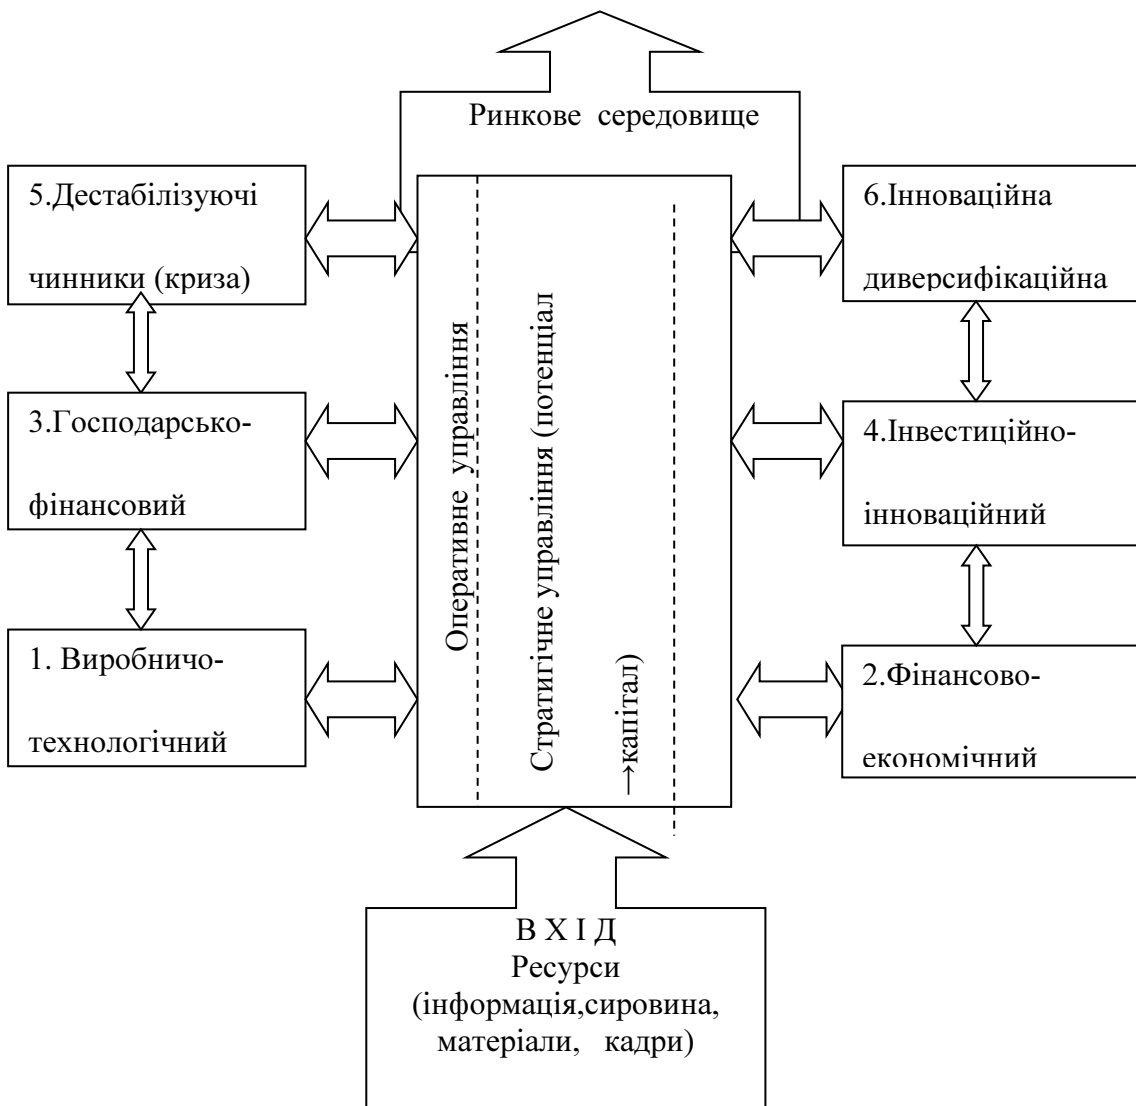 Ринкове середовище
5.Дестабілізуючі
чинники (криза)
6.Інноваційна
диверсифікаційна
3.Господарсько-
фінансовий
4.Інвестиційно-
інноваційний
1. Виробничо-
технологічний
2.Фінансово-
економічний
Оперативне управління
Стратигічне управління (потенціал
→капітал)
В Х І Д
Ресурси
(інформація,сировина,
матеріали, кадри)